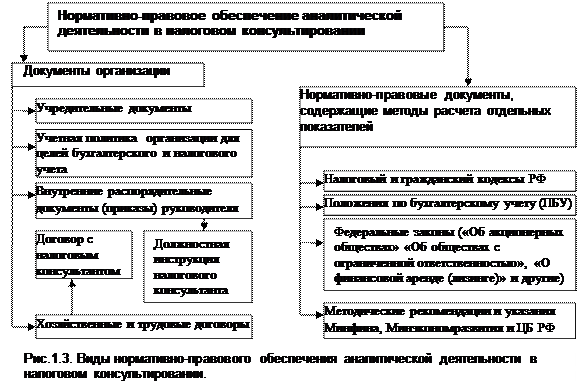 Нормативно-правовое обеспечение аналитической
деятельности в налоговом консультировании
Документы организации
Учредительные документы
Учетная политика организации для
целей бухгалтерского и налогового
учета
Внутренние распорядительные
документы (приказы) руководителя
Договор с
налоговым
консультантом
Должностная
инструкция
налогового
консультанта
Хозяйственные и трудовые договоры
Нормативно-правовые документы,
содержащие методы расчета отдельных
показателей
Налоговый и гражданский кодексы РФ
Положения по бухгалтерскому учету (ПБУ)
Федеральные законы («Об акционерных
обществах» «Об обществах с
ограниченной ответственностью», «О
финансовой аренде (лизинге)» и другие)
Методические рекомендации и указания
Минфина, Минэкономразвития и ЦБ РФ
Рис.1.3. Виды нормативно-правового обеспечения аналитической деятельности в
налоговом консультировании.